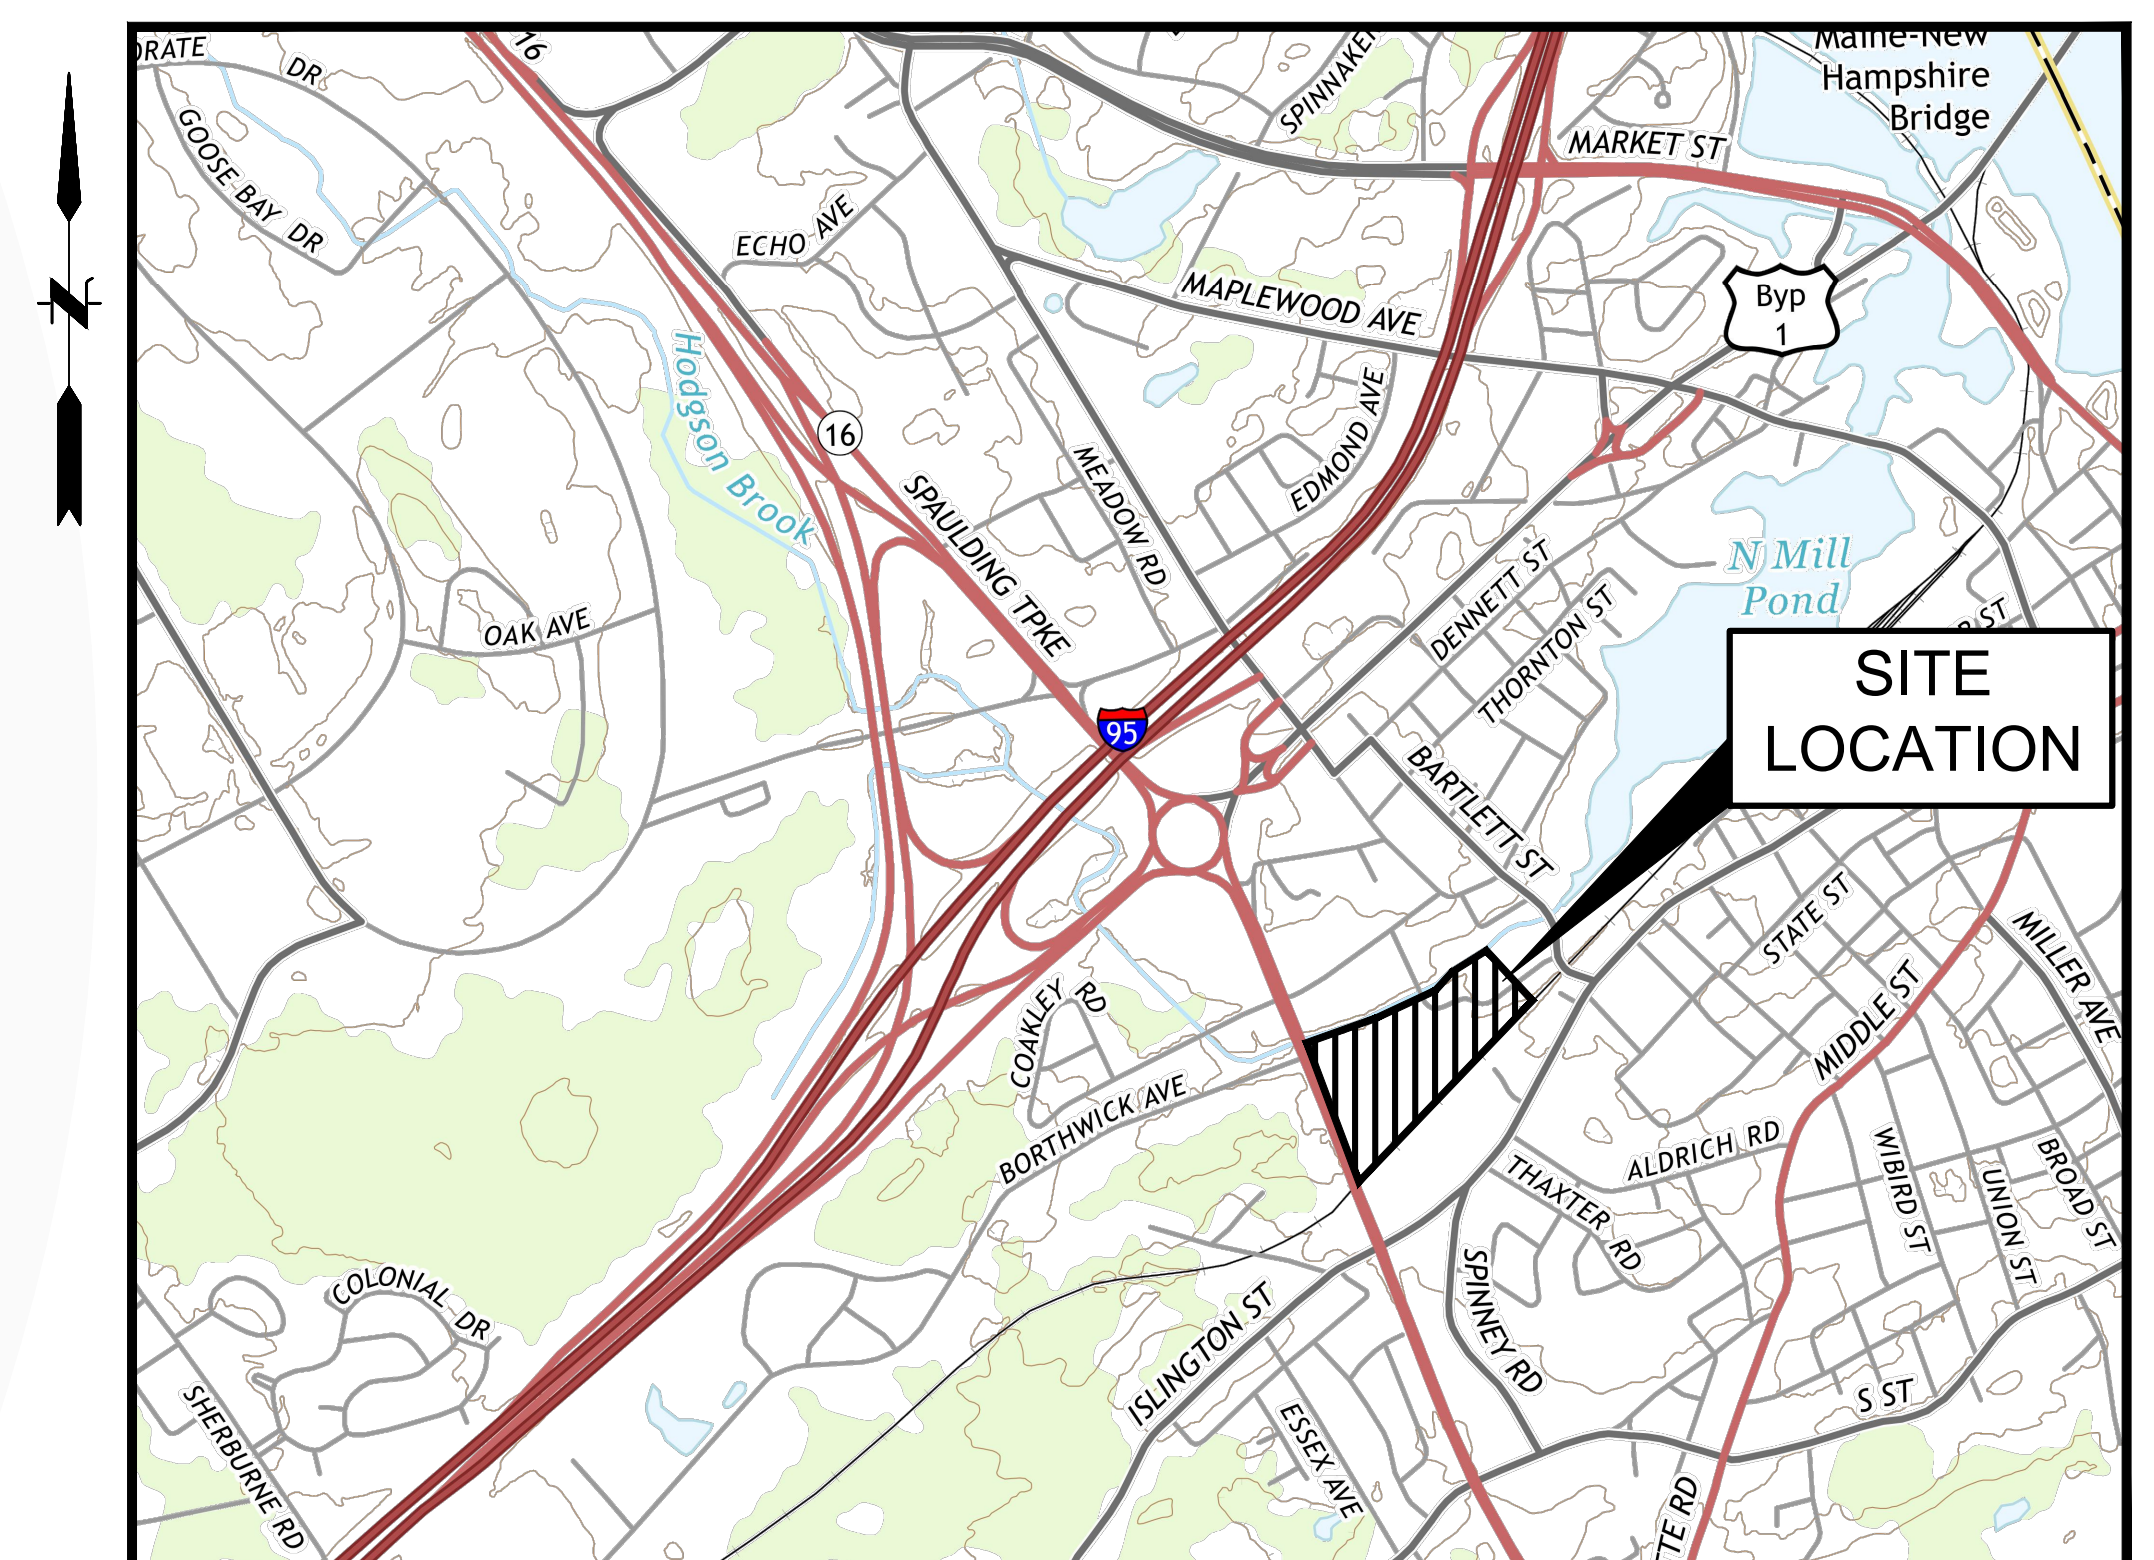 16
DR
GOOSE BAY DR
SPINNAKER
Maine-New
Hampshire
Bridge
MARKET ST
ECHO AVE
MAPLEWOOD AVE
Byp
1
N
Hodgson Brook
16
EDMOND AVE
MEADOW RD
SPAULDING TPKE
OAK AVE
DENNETT ST
THORNTON ST
N Mill
Pond
ST
SITE
LOCATION
95
BARTLETT ST
STATE ST
MILLER AVE
MIDDLE ST
COAKLEY RD
BORTHWICK AVE
ALDRICH RD
THAXTER RD
WIBIRD ST
UNION ST
BROAD ST
COLONIAL DR
ISLINGTON ST
SPINNEY RD
S ST
SHERBURNE RD
ESSEX AVE
RD